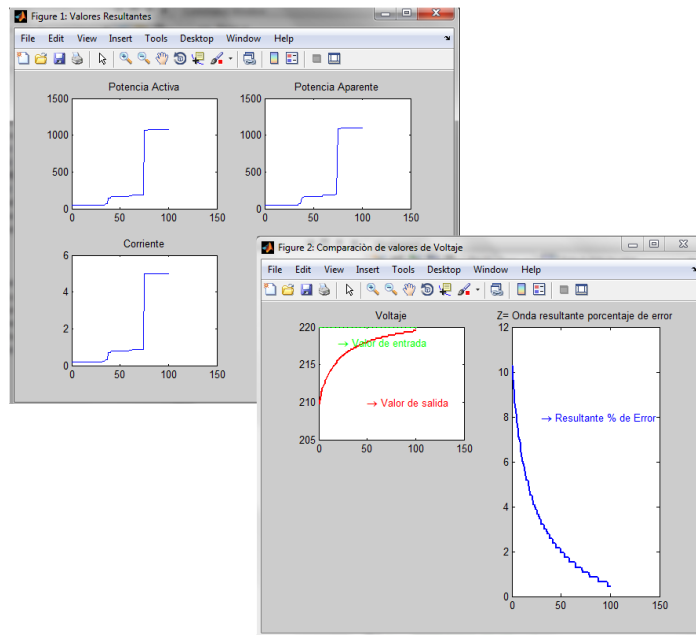 Figure 1: Valores Resultantes
File Edit View Insert Tools Desktop Window Help
Potencia Activa
1500
1000
500
0
0 50 100 150
Potencia Aparente
1500
1000
500
0
0 50 100 150
Corriente
6
4
2
0
0 50 100 150
Figure 2: Comparaciòn de valores de Voltaje
File Edit View Insert Tools Desktop Window Help
Voltaje
220
215
210
205
0 50 100 150
→ Valor de entrada
→ Valor de salida
Z= Onda resultante porcentaje de error
12
10
8
6
4
2
0
0 50 100 150
→ Resultante % de Error